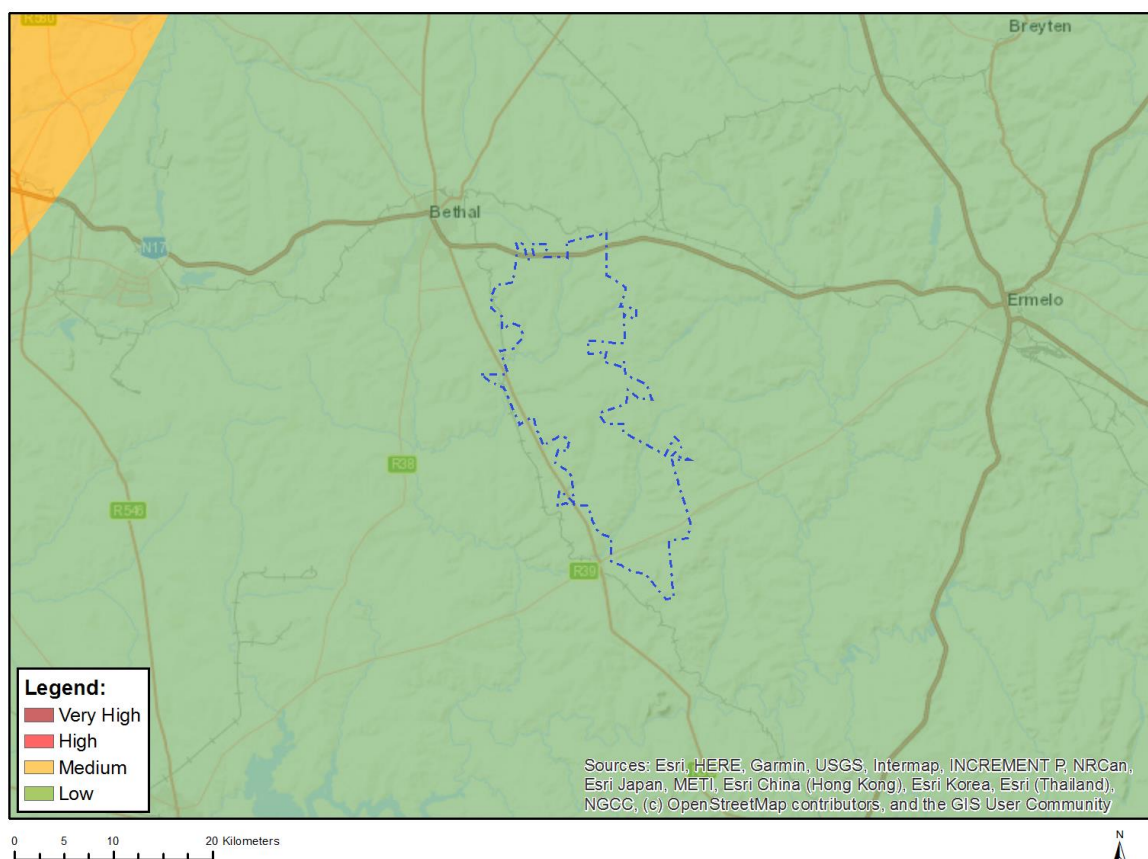 R580
Breyten
Bethal
N17
Ermelo
R38
R546
R39
Legend:
Very High
High
Medium
Low
Sources: Esri, HERE, Garmin, USGS, Intermap, INCREMENT P, NRCan,
Esri Japan, METI, Esri China (Hong Kong), Esri Korea, Esri (Thailand),
NGCC, (c) OpenStreetMap contributors, and the GIS User Community
0 5 10 20 Kilometers
N